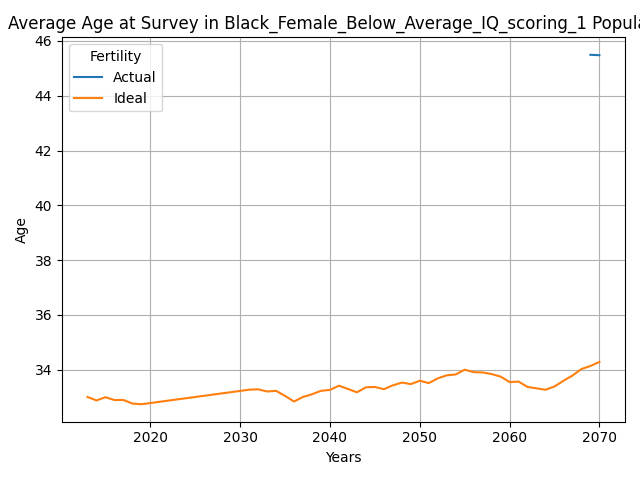 Average Age at Survey in Black_Female_Below_Average_IQ_scoring_1 Popula
46
44
42
40
38
36
34
Age
Fertility
Actual
Ideal
2020 2030 2040 2050 2060 2070
Years